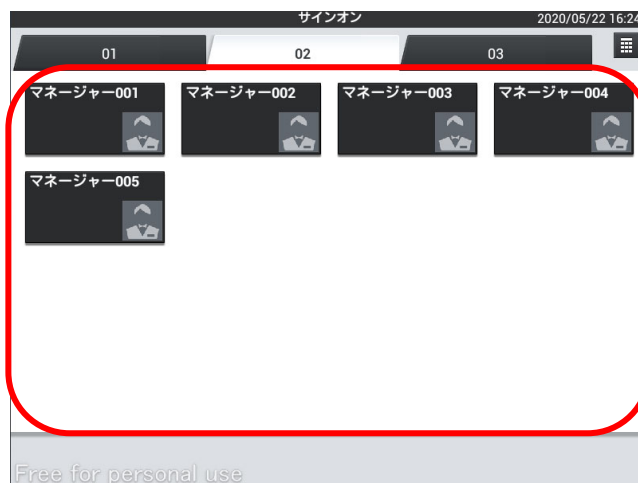 サインオン 2020/05/22 16:24
01 02 03
マネージャー001 マネージャー002 マネージャー003 マネージャー004
マネージャー005
Free for personal use